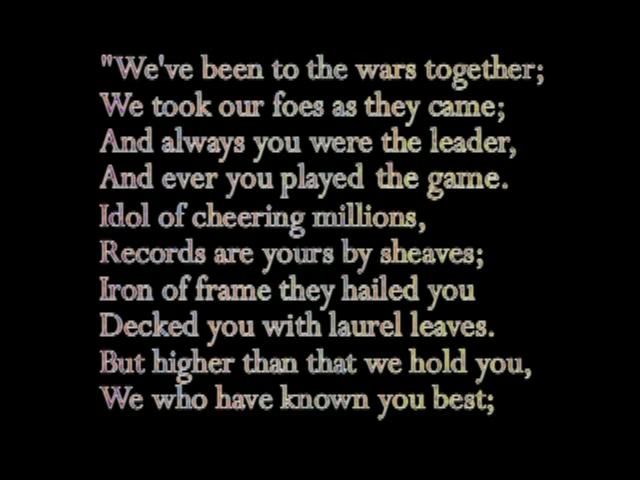 "We've been to the wars together;
We took our foes as they came;
And always you were the leader,
And ever you played the game.
Idol of cheering millions,
Records are yours by sheaves;
Iron of frame they hailed you
Decked you with laurel leaves.
But higher than that we hold you,
We who have known you best;